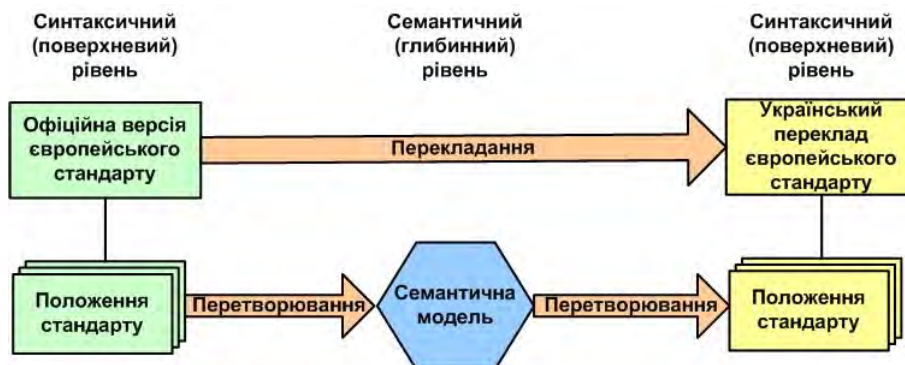 Синтаксичний
(поверхневий)
рівень
Семантичний
(глибинний)
рівень
Синтаксичний
(поверхневий)
рівень
Офіційна версія
європейського
стандарту
Перекладання
Український
переклад
європейського
стандарту
Положення
стандарту
Перетворювання
Семантична
модель
Перетворювання
Положення
стандарту